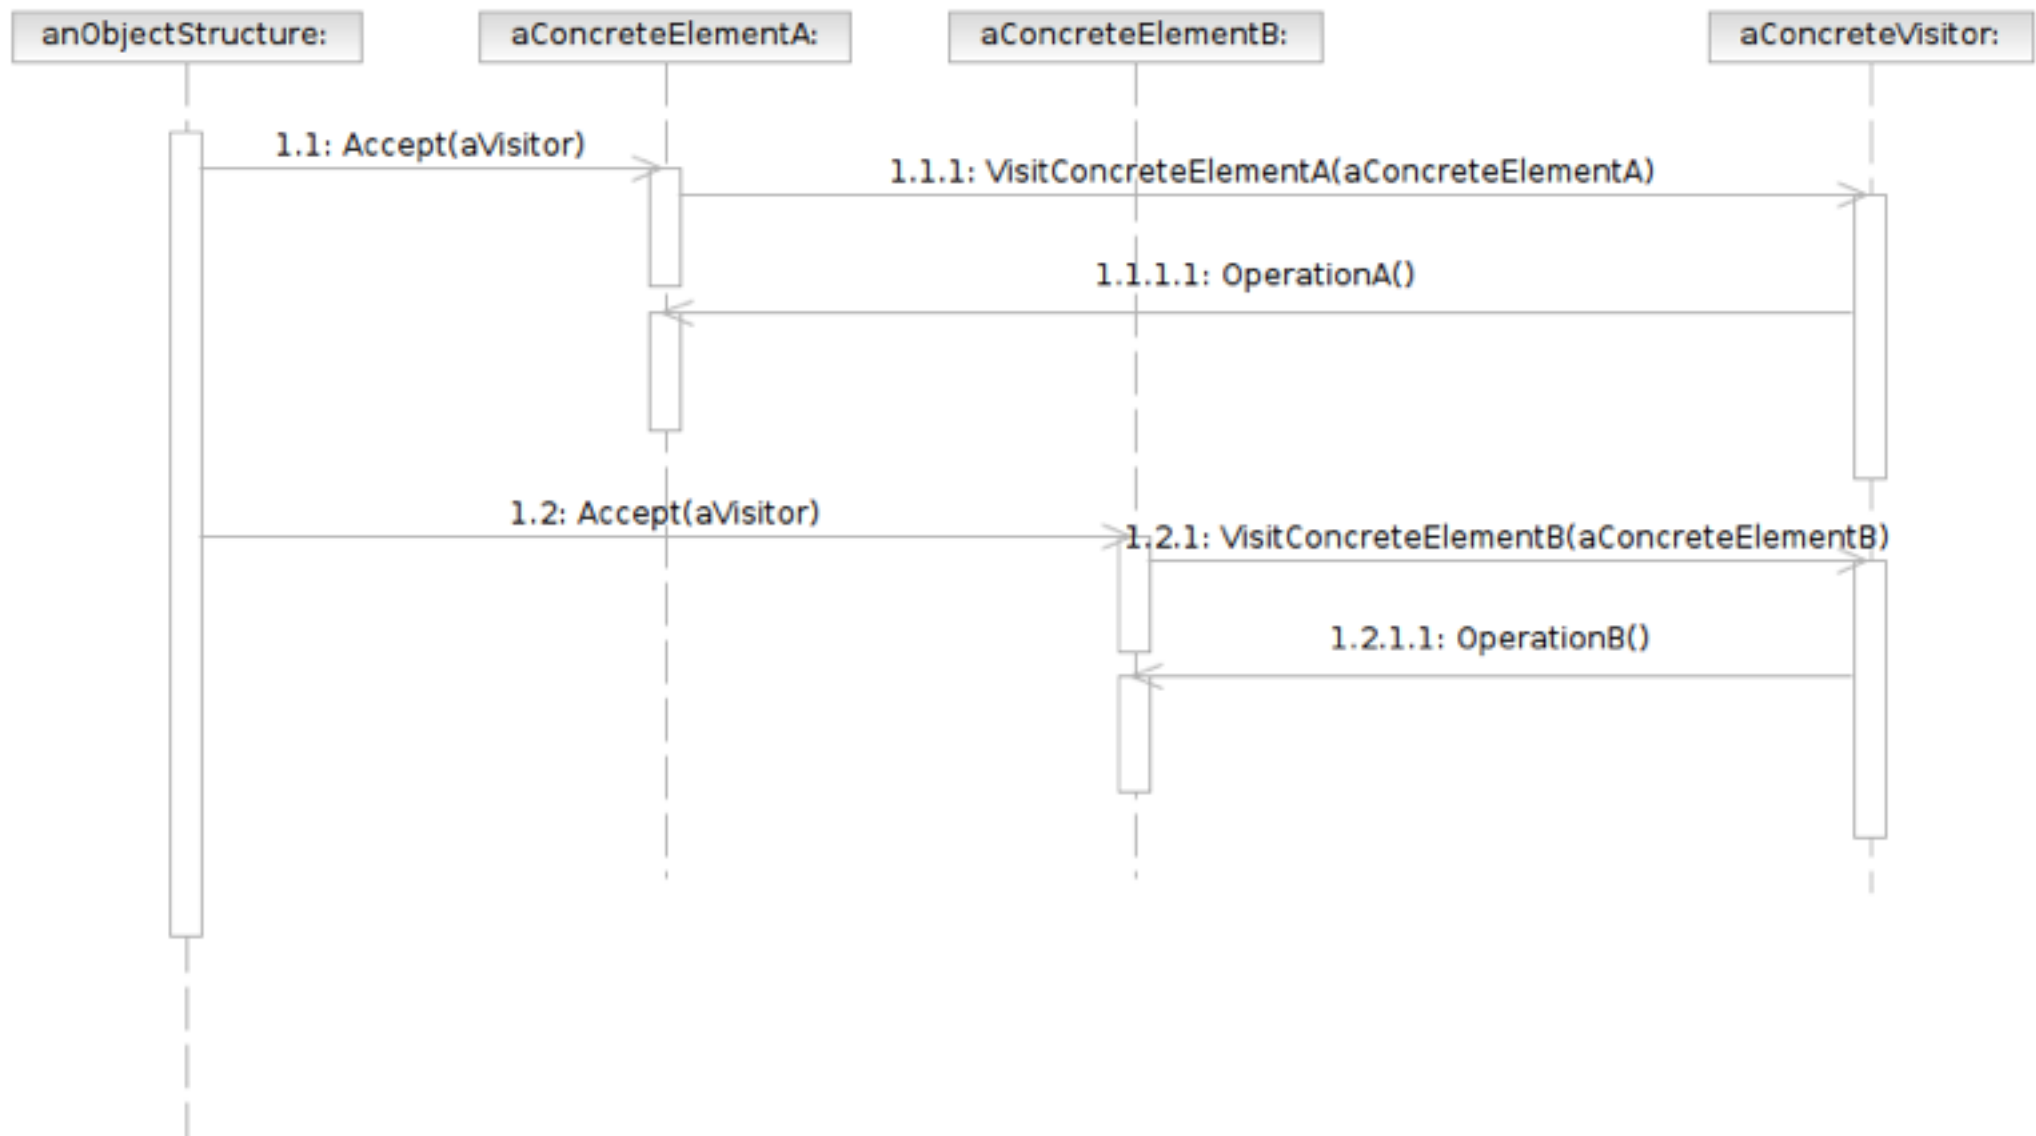 anObjectStructure:
aConcreteElementA:
aConcreteElementB:
aConcreteVisitor:
1.1: Accept(aVisitor)
1.1.1: VisitConcreteElementA(aConcreteElementA)
1.1.1.1: OperationA()
1.2: Accept(aVisitor)
1.2.1: VisitConcreteElementB(aConcreteElementB)
1.2.1.1: OperationB()